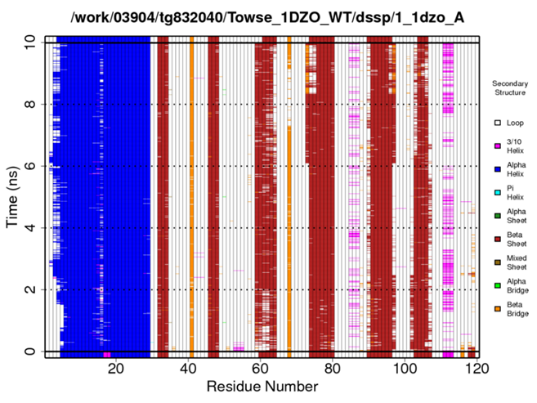 /work/03904/tg832040/Towse_1DZO_WT/dssp/1_1dzo_A
Secondary
Structure
Loop
3/10
Helix
Alpha
Helix
Pi
Helix
Alpha
Sheet
Beta
Sheet
Mixed
Sheet
Alpha
Bridge
Beta
Bridge
Time (ns)
10
8
6
4
2
0
20
40
60
80
100
120
Residue Number